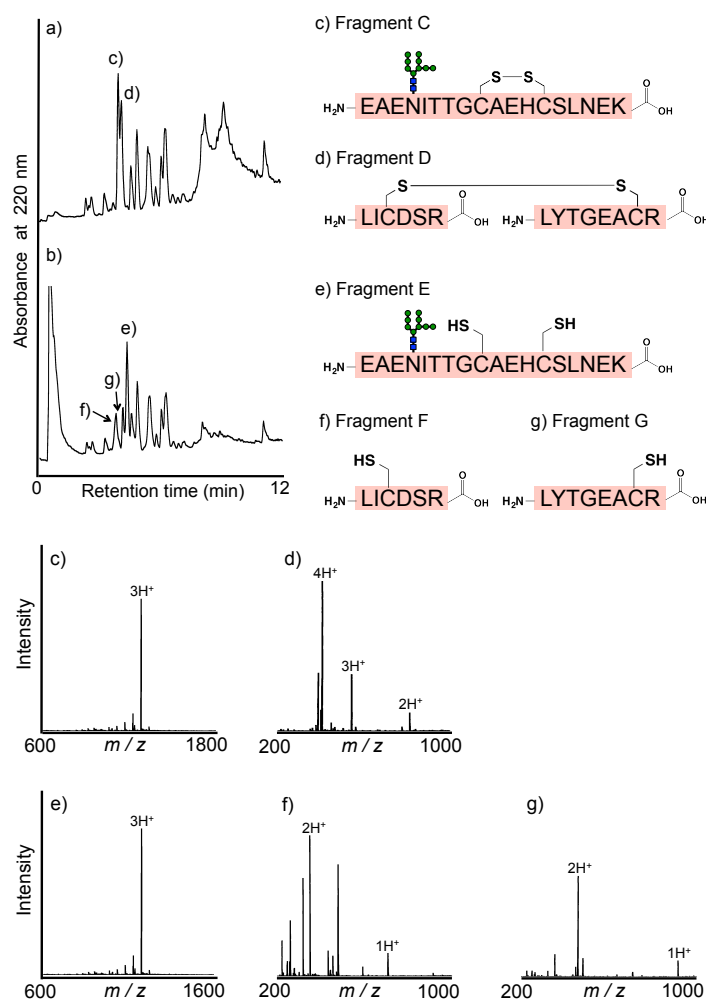 a)
c)
d)
Absorbance at 220 nm
b)
e)
g)
f)
0
Retention time (min)
12
c) Fragment C
S
S
H₂N
EAENITTGCAEHCSLNEK
O
OH
d) Fragment D
S
S
H₂N
LICDSR
O
OH
H₂N
LYTGEACR
O
OH
e) Fragment E
HS
SH
H₂N
EAENITTGCAEHCSLNEK
O
OH
f) Fragment F
g) Fragment G
HS
SH
H₂N
LICDSR
O
OH
H₂N
LYTGEACR
O
OH
c)
3H⁺
Intensity
600
m / z
1800
d)
4H⁺
3H⁺
2H⁺
200
m / z
1000
e)
3H⁺
Intensity
600
m / z
1600
f)
2H⁺
1H⁺
200
m / z
1000
g)
2H⁺
1H⁺
200
m / z
1000